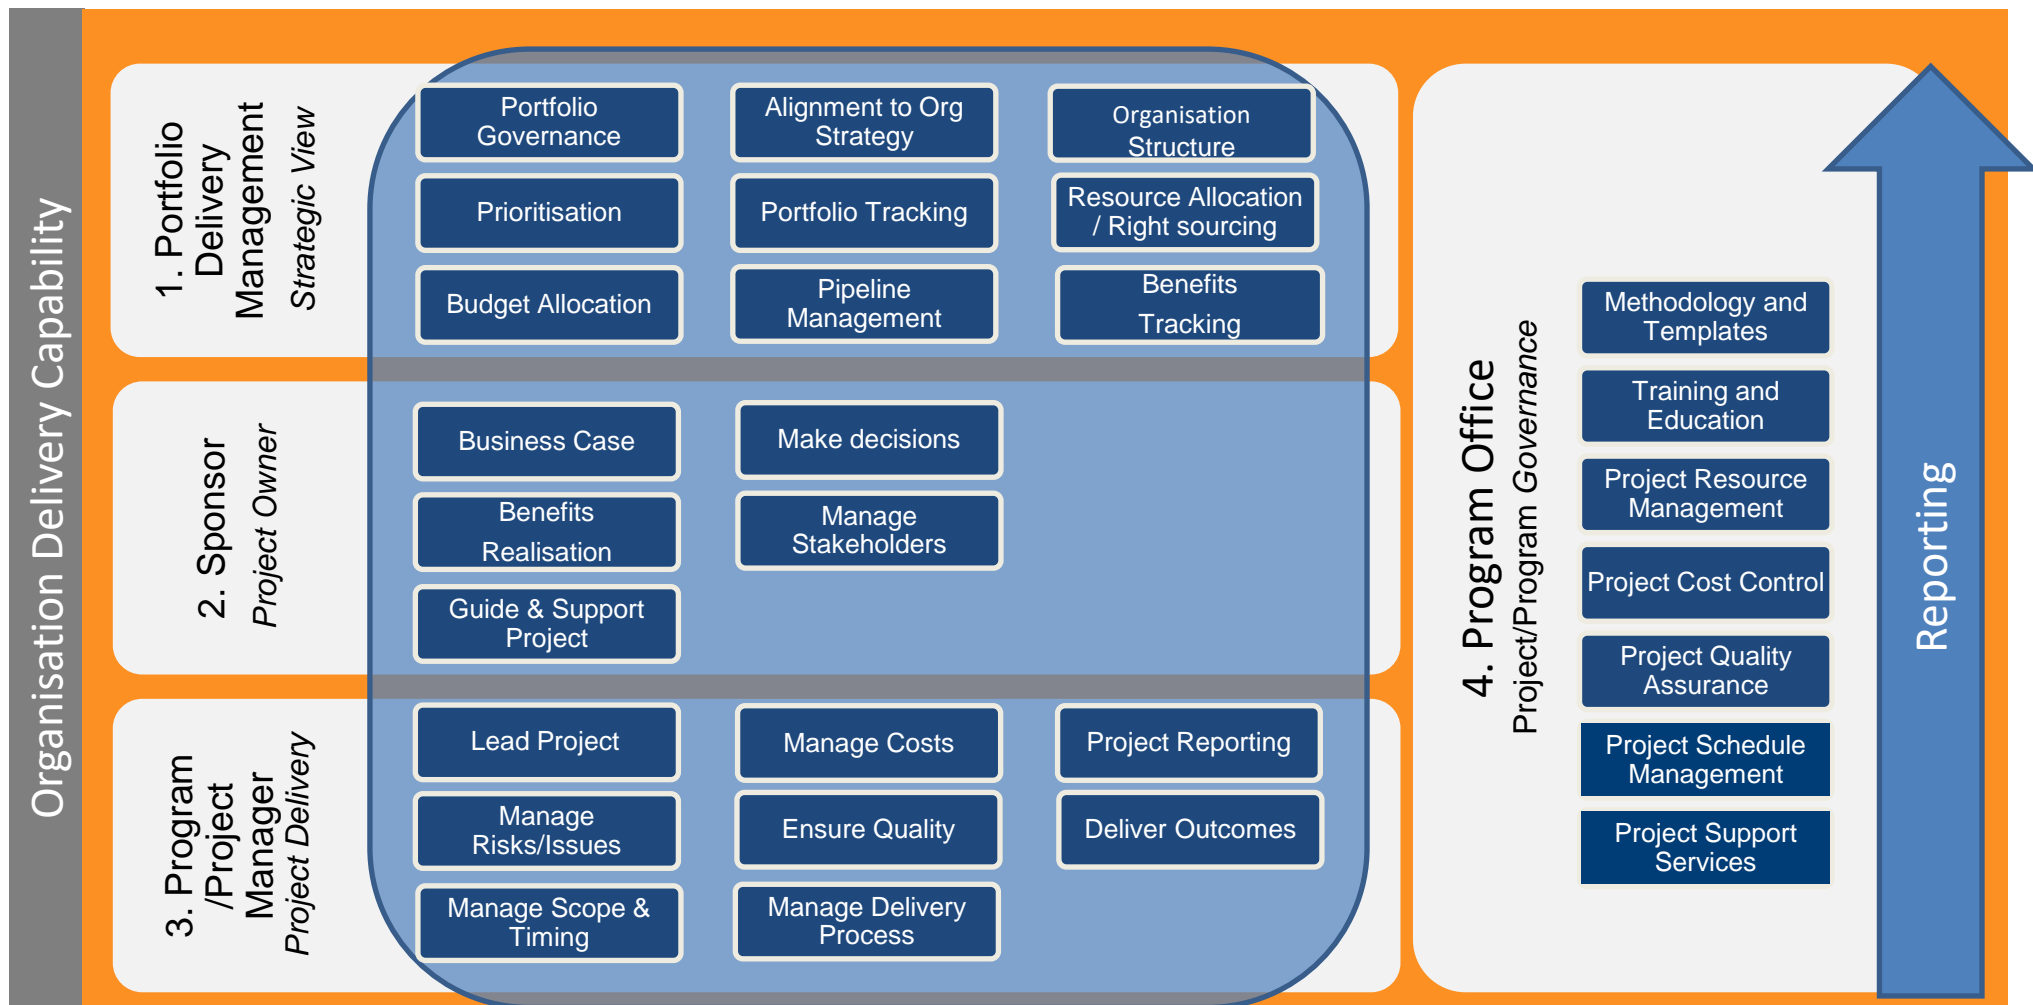 Organisation Delivery Capability
1. Portfolio
Delivery
Management
Strategic View
Portfolio
Governance
Alignment to Org
Strategy
Organisation
Structure
Prioritisation
Portfolio Tracking
Resource Allocation
/ Right sourcing
Budget Allocation
Pipeline
Management
Benefits
Tracking
2. Sponsor
Project Owner
Business Case
Make decisions
Benefits
Realisation
Manage
Stakeholders
Guide & Support
Project
3. Program
/Project
Manager
Project Delivery
Lead Project
Manage Costs
Project Reporting
Manage
Risks/Issues
Ensure Quality
Deliver Outcomes
Manage Scope &
Timing
Manage Delivery
Process
4. Program Office
Project/Program Governance
Methodology and
Templates
Training and
Education
Project Resource
Management
Project Cost Control
Project Quality
Assurance
Project Schedule
Management
Project Support
Services
Reporting